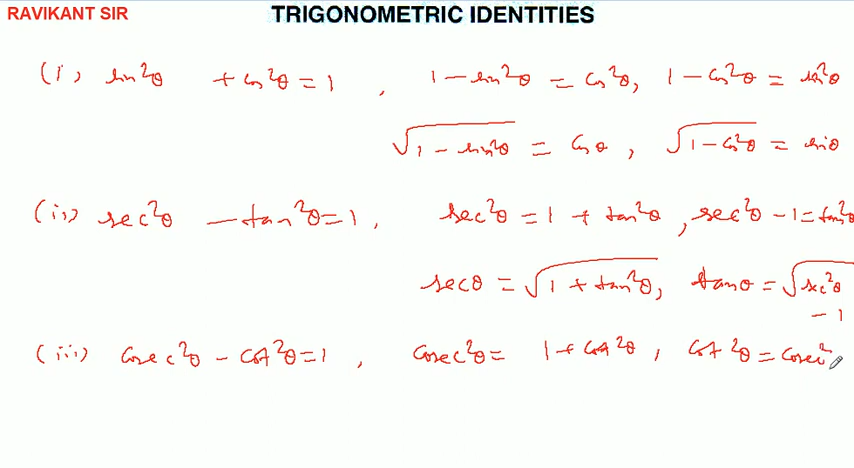 RAVIKANT SIR
TRIGONOMETRIC IDENTITIES
(i) sin²θ + cos²θ = 1 , 1 - sin²θ = cos²θ, 1 - cos²θ = sin²θ
√(1 - sin²θ) = cosθ , √(1 - cos²θ) = sinθ
(ii) sec²θ - tan²θ = 1 , sec²θ = 1 + tan²θ , sec²θ - 1 = tan²θ
secθ = √(1 + tan²θ), tanθ = √sec²θ
- 1
(iii) cosec²θ - cot²θ = 1 , cosec²θ = 1 + cot²θ , cot²θ = cosec²